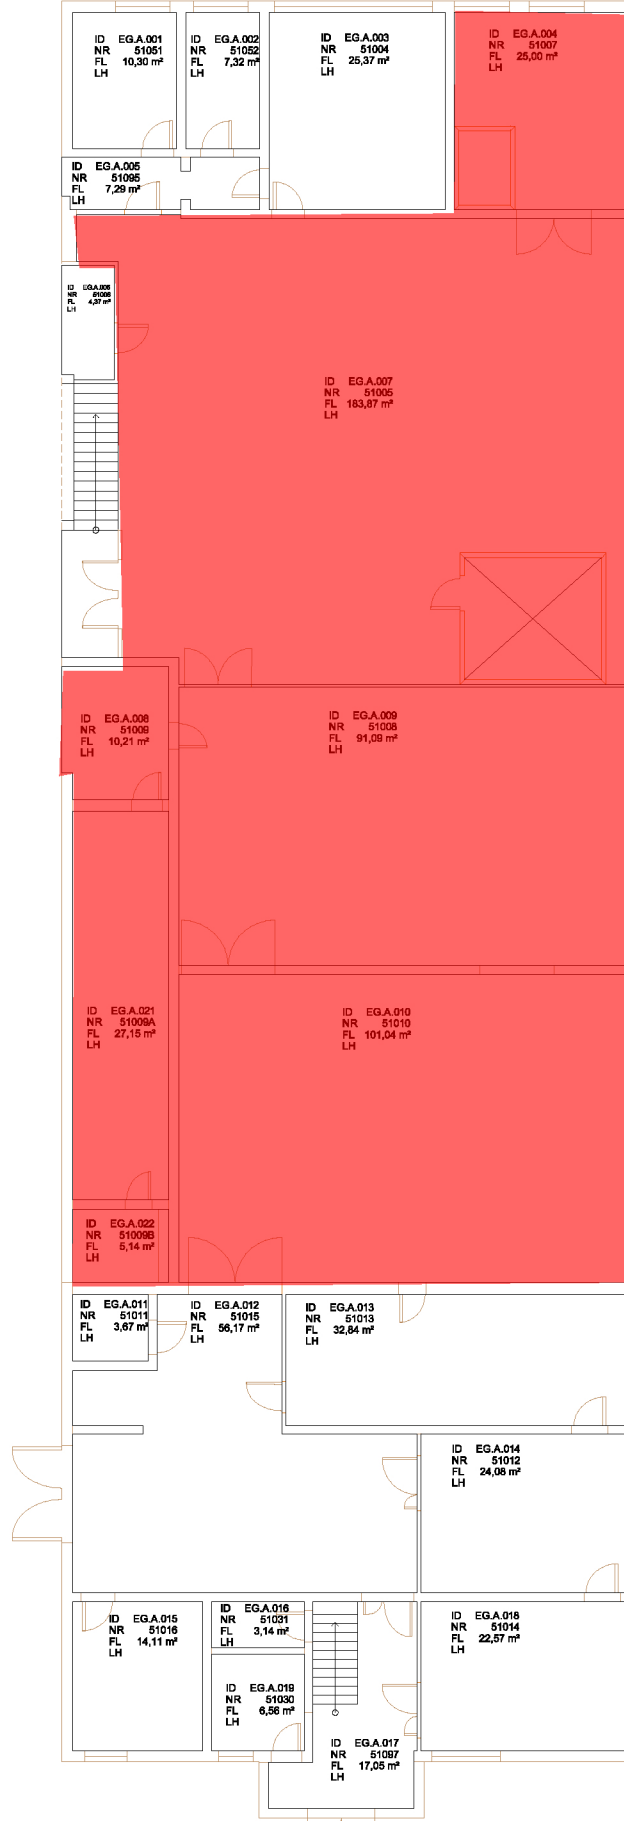 ID EG.A.001
NR 51051
FL 10,30 m²
LH
ID EG.A.002
NR 51052
FL 7,32 m²
LH
ID EG.A.003
NR 51004
FL 25,37 m²
LH
ID EG.A.004
NR 51007
FL 25,00 m²
LH
ID EG.A.005
NR 51095
FL 7,29 m²
LH
ID EG.A.006
NR 51006
FL 4,37 m²
LH
ID EG.A.007
NR 51005
FL 183,87 m²
LH
ID EG.A.008
NR 51009
FL 10,21 m²
LH
ID EG.A.009
NR 51008
FL 91,09 m²
LH
ID EG.A.021
NR 51009A
FL 27,15 m²
LH
ID EG.A.010
NR 51010
FL 101,04 m²
LH
ID EG.A.022
NR 51009B
FL 5,14 m²
LH
ID EG.A.011
NR 51011
FL 3,67 m²
LH
ID EG.A.012
NR 51015
FL 56,17 m²
LH
ID EG.A.013
NR 51013
FL 32,84 m²
LH
ID EG.A.014
NR 51012
FL 24,08 m²
LH
ID EG.A.015
NR 51016
FL 14,11 m²
LH
ID EG.A.016
NR 51031
FL 3,14 m²
LH
ID EG.A.018
NR 51014
FL 22,57 m²
LH
ID EG.A.019
NR 51030
FL 6,56 m²
LH
ID EG.A.017
NR 51097
FL 17,05 m²
LH